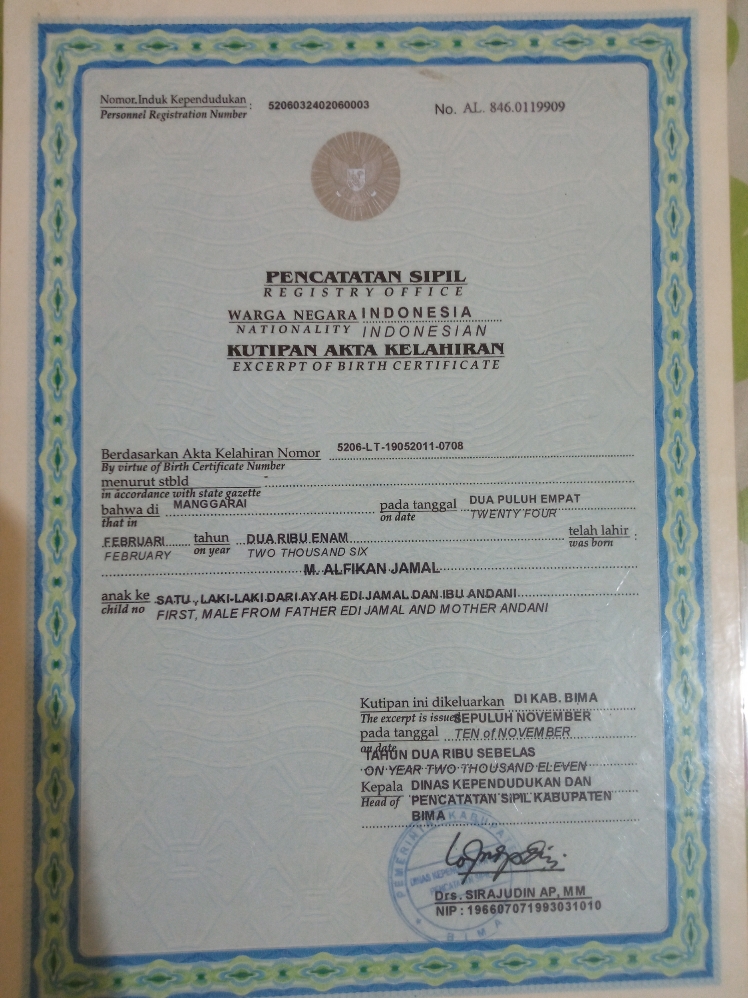 Nomor.Induk Kependudukan : 5206032402060003
Personnel Registration Number
No. AL. 846.0119909
PENCATATAN SIPIL
REGISTRY OFFICE
WARGA NEGARA INDONESIA
NATIONALITY INDONESIAN
KUTIPAN AKTA KELAHIRAN
EXCERPT OF BIRTH CERTIFICATE
Berdasarkan Akta Kelahiran Nomor 5206-LT-19052011-0708
By virtue of Birth Certificate Number
menurut stbld -
in accordance with state gazette
bahwa di MANGGARAI pada tanggal DUA PULUH EMPAT
that in on date TWENTY FOUR
FEBRUARI tahun DUA RIBU ENAM telah lahir :
FEBRUARY on year TWO THOUSAND SIX was born
M. ALFIKAN JAMAL
anak ke SATU , LAKI-LAKI DARI AYAH EDI JAMAL DAN IBU ANDANI
child no FIRST, MALE FROM FATHER EDI JAMAL AND MOTHER ANDANI
Kutipan ini dikeluarkan DI KAB. BIMA
The excerpt is issued SEPULUH NOVEMBER
pada tanggal TEN of NOVEMBER
on date TAHUN DUA RIBU SEBELAS
ON YEAR TWO THOUSAND ELEVEN
Kepala DINAS KEPENDUDUKAN DAN
Head of PENCATATAN SIPIL KABUPATEN
BIMA
Drs. SIRAJUDIN AP, MM
NIP : 196607071993031010
PEMERINTAH KABUPATEN
BIMA